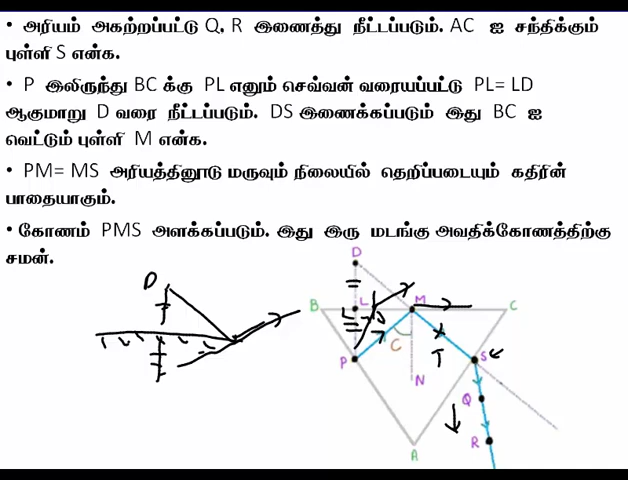 • அரியம் அகற்றப்பட்டு Q, R இணைத்து நீட்டப்படும். AC ஐ சந்திக்கும்
புள்ளி S என்க.
• P இலிருந்து BC க்கு PL எனும் செவ்வன் வரையப்பட்டு PL= LD
ஆகுமாறு D வரை நீட்டப்படும். DS இணைக்கப்படும் இது BC ஐ
வெட்டும் புள்ளி M என்க.
• PM= MS அரியத்தினூடு மருவும் நிலையில் தெறிப்படையும் கதிரின்
பாதையாகும்.
• கோணம் PMS அளக்கப்படும். இது இரு மடங்கு அவதிக்கோணத்திற்கு
சமன்.
D
D
B
L
M
C
L
C
P
T
S
N
Q
R
A